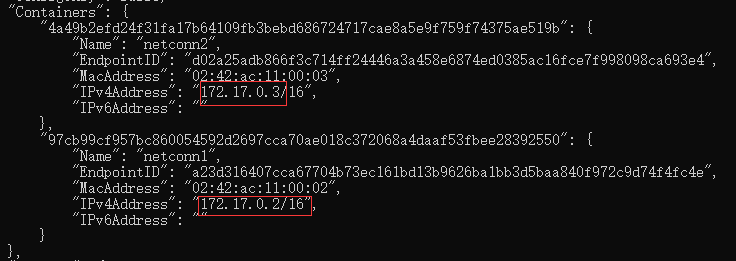 "Containers": {
"4a49b2efd24f31fa17b64109fb3bebd686724717cae8a5e9f759f74375ae519b": {
"Name": "netconn2",
"EndpointID": "d02a25adb866f3c714ff24446a3a458e6874ed0385ac16fce7f998098ca693e4",
"MacAddress": "02:42:ac:11:00:03",
"IPv4Address": "172.17.0.3/16",
"IPv6Address": ""
},
"97cb99cf957bc860054592d2697cca70ae018c372068a4daaf53fbee28392550": {
"Name": "netconn1",
"EndpointID": "a23d316407cca67704b73ec161bd13b9626ba1bb3d5baa840f972c9d74f4fc4e",
"MacAddress": "02:42:ac:11:00:02",
"IPv4Address": "172.17.0.2/16",
"IPv6Address": ""
}
},